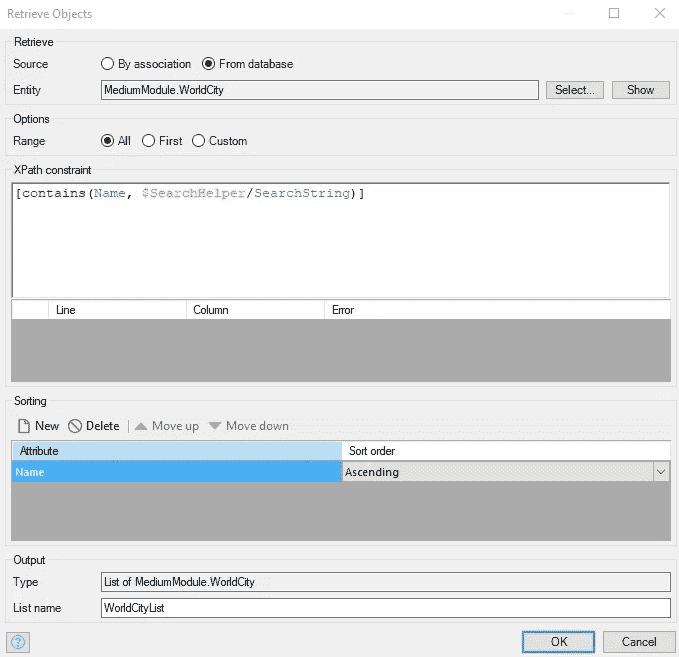 Retrieve Objects
Retrieve
Source By association From database
Entity MediumModule.WorldCity Select... Show
Options
Range All First Custom
XPath constraint
[contains(Name, $SearchHelper/SearchString)]
Line Column Error
Sorting
New Delete Move up Move down
Attribute Sort order
Name Ascending
Output
Type List of MediumModule.WorldCity
List name WorldCityList
? OK Cancel